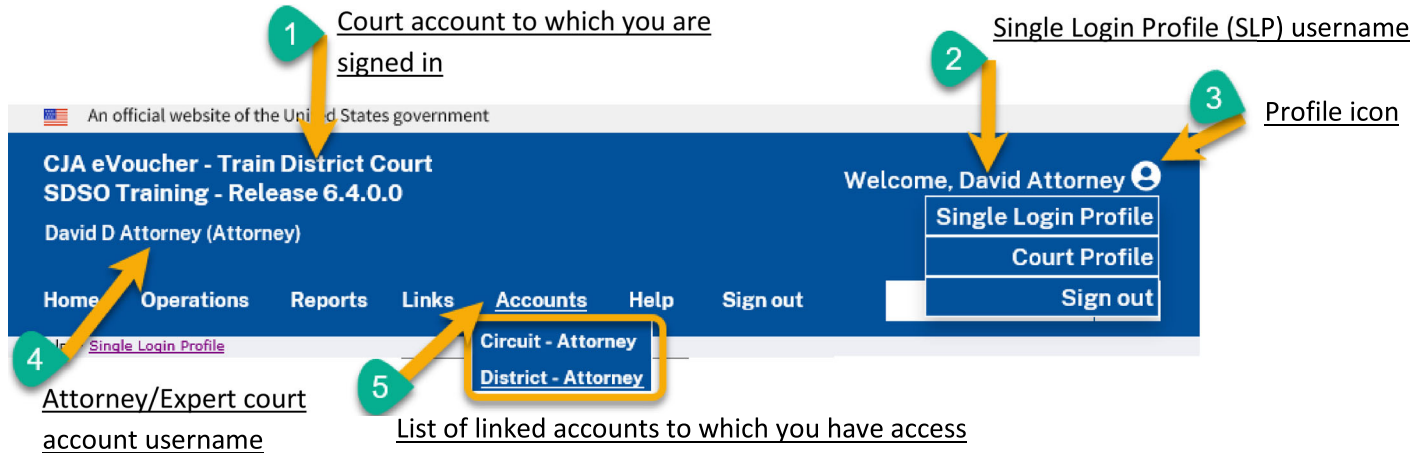 1
Court account to which you are
signed in
2
Single Login Profile (SLP) username
3
Profile icon
An official website of the United States government
CJA eVoucher - Train District Court
SDSO Training - Release 6.4.0.0
David D Attorney (Attorney)
Welcome, David Attorney
Single Login Profile
Court Profile
Sign out
Home Operations Reports Links Accounts Help Sign out
Circuit - Attorney
District - Attorney
Single Login Profile
4
Attorney/Expert court
account username
5
List of linked accounts to which you have access